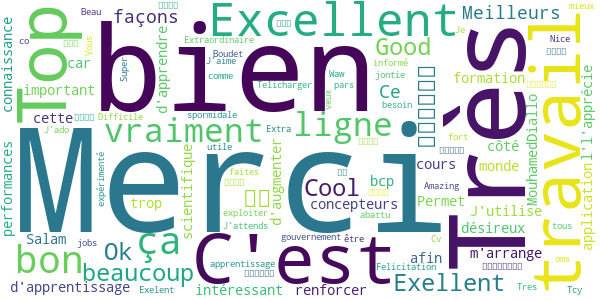 Beau
façons
Excellent
Meilleurs
mieux
Extraordinaire
Je
co
Vous
Boudet
J'aime
Good
informé
Nice
connaissance
Top
bien
car
Super
comme
Waw
jontie
Très
travail
important
d'apprendre
Telicharger
pars
Ce
formation
J'ado
cette
vraiment
ligne
veux
besoin
MouhamedDiallo
l'apprécie
Difficile
spormidale
Extra
côté
application
Merci
utile
cours
monde
performances
expérimenté
trop
scientifique
d'augmenter
faites
Cool
bcp
Amazing
fort
concepteurs
Permet
J'utilise
exploiter
abattu
J'attends
désireux
tous
Salam
Ok
ça
C'est
gouvernement
être
afin
m'arrange
bon
jobs
beaucoup
apprentissage
Felicitation
Cv
Exellent
oms
d'apprentissage
Exelent
intéressant
renforcer
Tres
Tcy